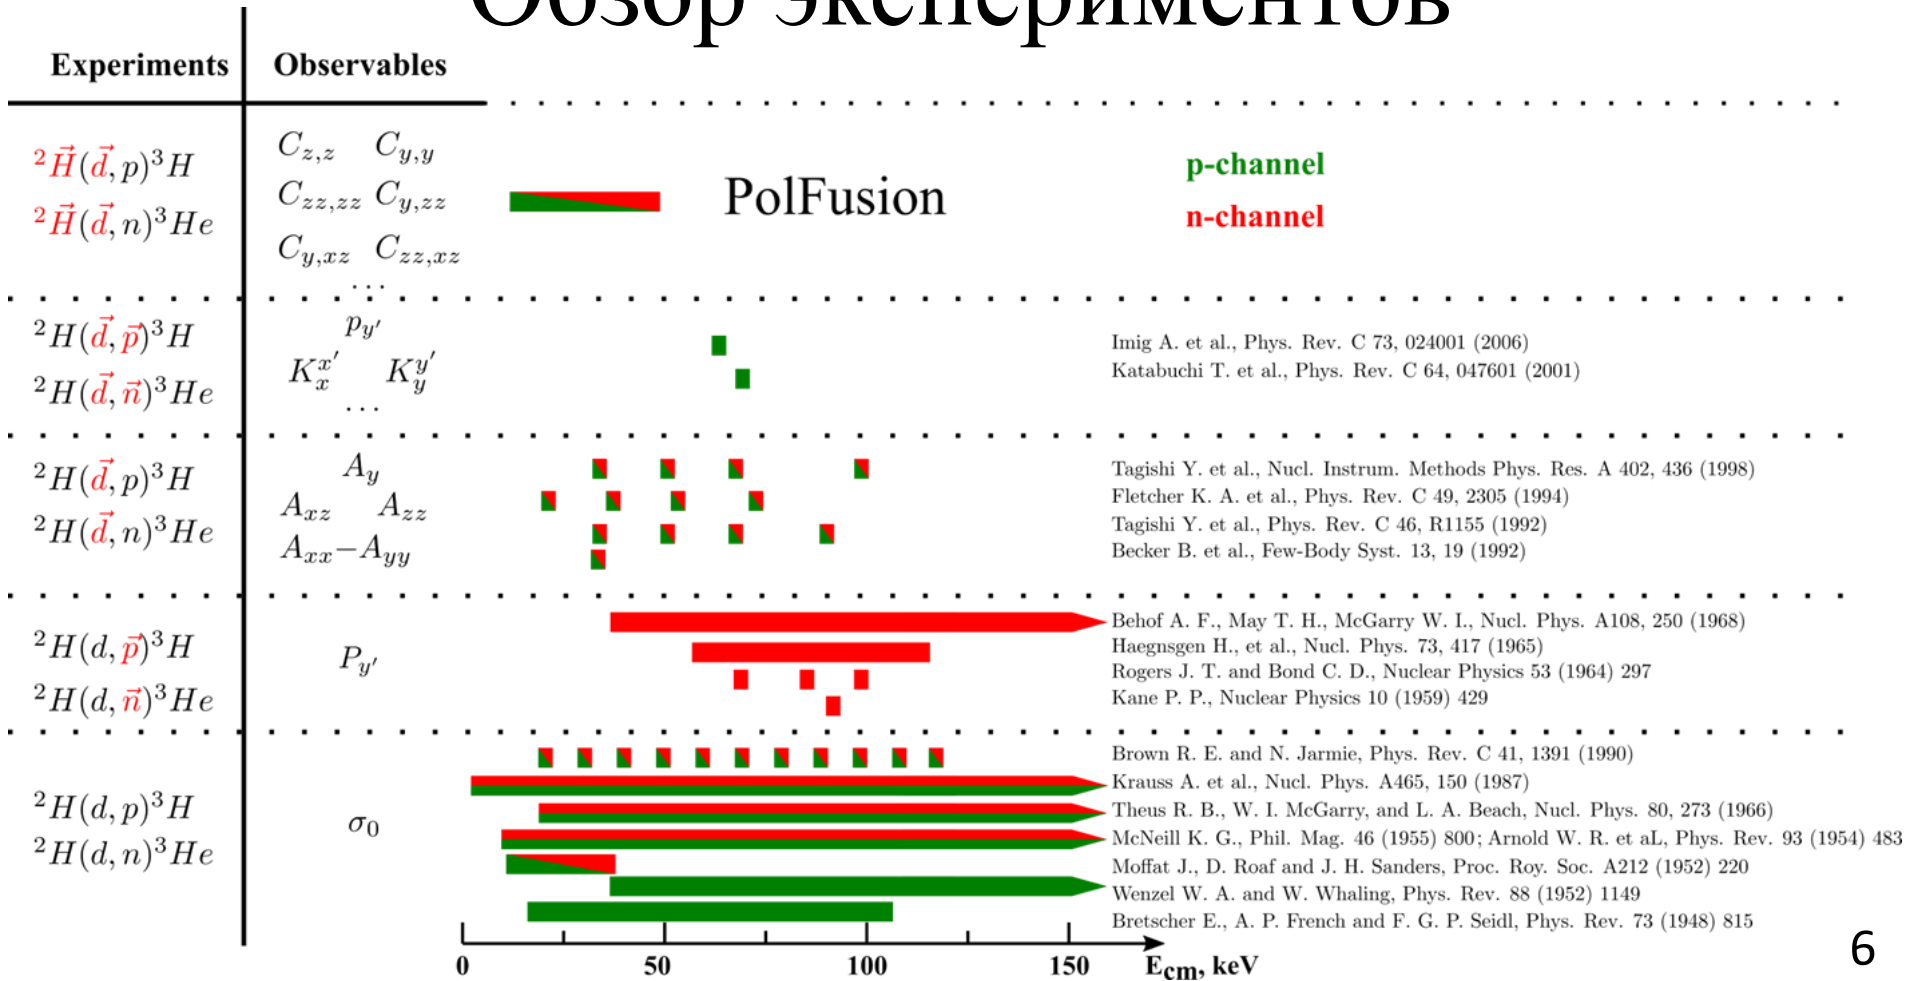 Обзор экспериментов
Experiments Observables
²H⃗(d⃗, p)³H
²H⃗(d⃗, n)³He
C_{z,z} C_{y,y}
C_{zz,zz} C_{y,zz}
C_{y,xz} C_{zz,xz}
...
PolFusion
p-channel
n-channel
²H(d⃗, p⃗)³H
²H(d⃗, n⃗)³He
p_{y'}
K_x^{x'} K_y^{y'}
...
Imig A. et al., Phys. Rev. C 73, 024001 (2006)
Katabuchi T. et al., Phys. Rev. C 64, 047601 (2001)
²H(d⃗, p)³H
²H(d⃗, n)³He
A_y
A_{xz} A_{zz}
A_{xx}−A_{yy}
Tagishi Y. et al., Nucl. Instrum. Methods Phys. Res. A 402, 436 (1998)
Fletcher K. A. et al., Phys. Rev. C 49, 2305 (1994)
Tagishi Y. et al., Phys. Rev. C 46, R1155 (1992)
Becker B. et al., Few-Body Syst. 13, 19 (1992)
²H(d, p⃗)³H
²H(d, n⃗)³He
P_{y'}
Behof A. F., May T. H., McGarry W. I., Nucl. Phys. A108, 250 (1968)
Haegnsgen H., et al., Nucl. Phys. 73, 417 (1965)
Rogers J. T. and Bond C. D., Nuclear Physics 53 (1964) 297
Kane P. P., Nuclear Physics 10 (1959) 429
²H(d, p)³H
²H(d, n)³He
σ₀
Brown R. E. and N. Jarmie, Phys. Rev. C 41, 1391 (1990)
Krauss A. et al., Nucl. Phys. A465, 150 (1987)
Theus R. B., W. I. McGarry, and L. A. Beach, Nucl. Phys. 80, 273 (1966)
McNeill K. G., Phil. Mag. 46 (1955) 800; Arnold W. R. et aL, Phys. Rev. 93 (1954) 483
Moffat J., D. Roaf and J. H. Sanders, Proc. Roy. Soc. A212 (1952) 220
Wenzel W. A. and W. Whaling, Phys. Rev. 88 (1952) 1149
Bretscher E., A. P. French and F. G. P. Seidl, Phys. Rev. 73 (1948) 815
0 50 100 150 E_cm, keV
6